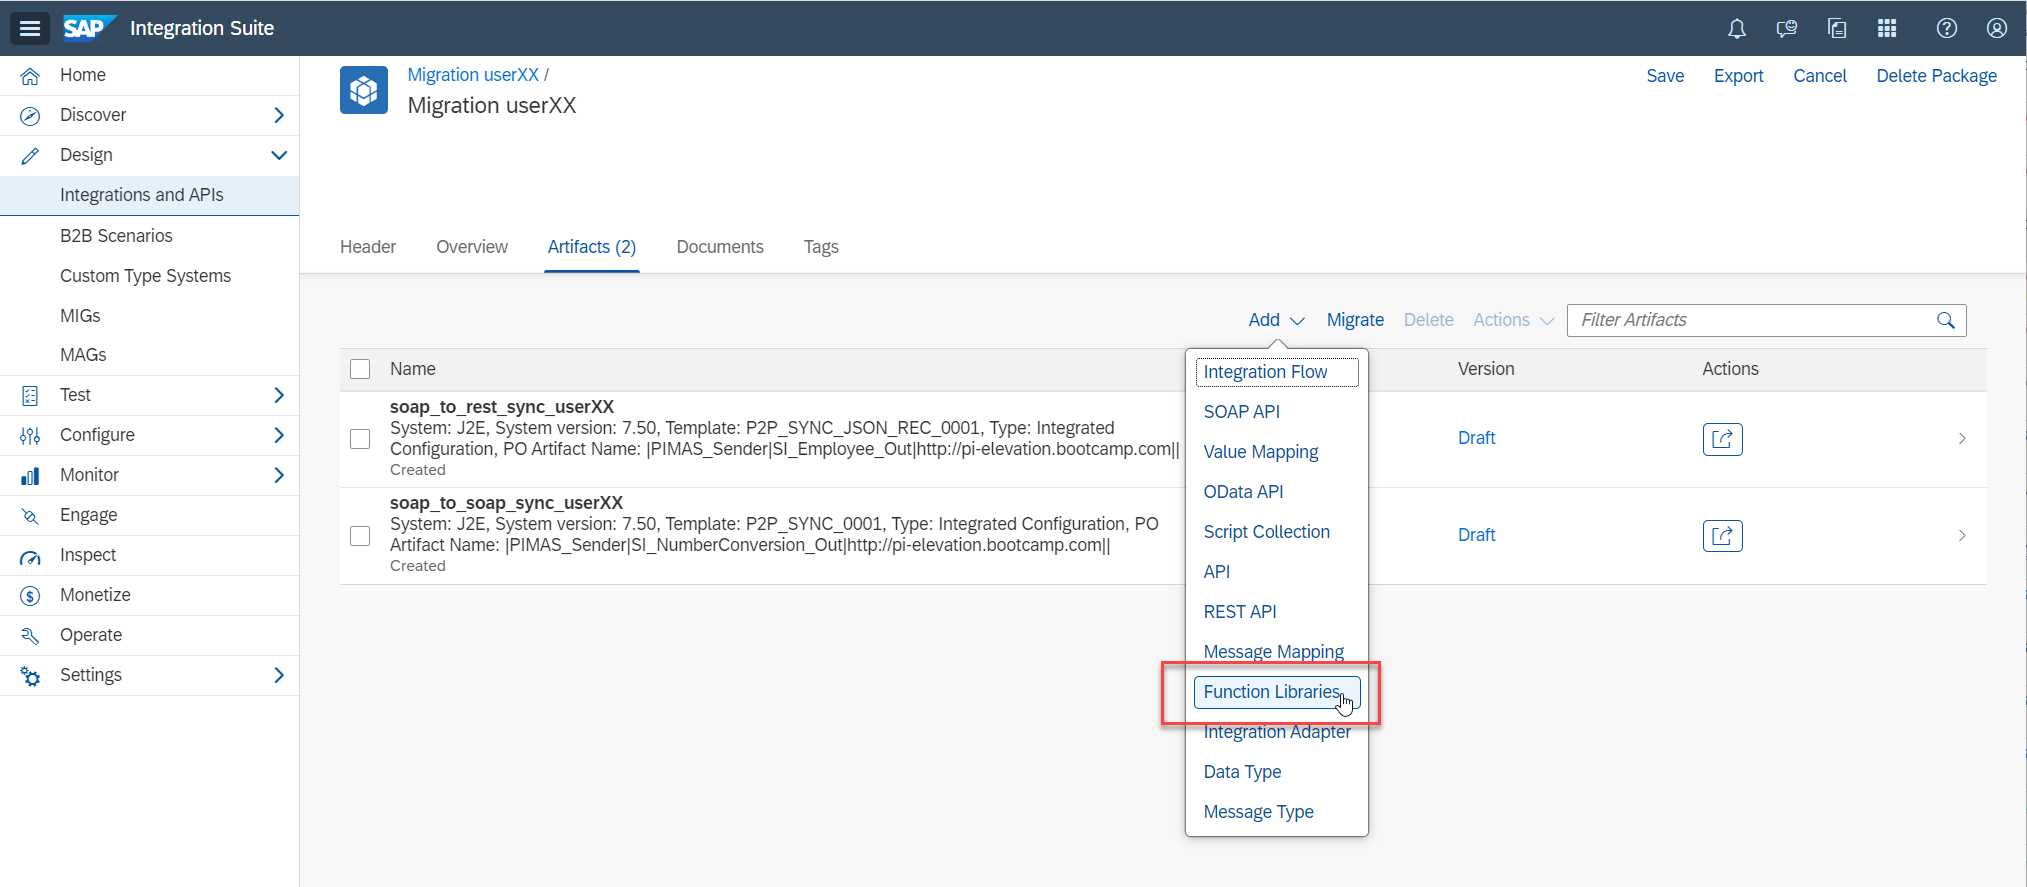 SAP Integration Suite
Home
Discover
Design
Integrations and APIs
B2B Scenarios
Custom Type Systems
MIGs
MAGs
Test
Configure
Monitor
Engage
Inspect
Monetize
Operate
Settings
Migration userXX /
Migration userXX
Save Export Cancel Delete Package
Header Overview Artifacts (2) Documents Tags
Add Migrate Delete Actions Filter Artifacts
Name Version Actions
soap_to_rest_sync_userXX
System: J2E, System version: 7.50, Template: P2P_SYNC_JSON_REC_0001, Type: Integrated
Configuration, PO Artifact Name: |PIMAS_Sender|SI_Employee_Out|http://pi-elevation.bootcamp.com||
Created
Draft
soap_to_soap_sync_userXX
System: J2E, System version: 7.50, Template: P2P_SYNC_0001, Type: Integrated Configuration, PO
Artifact Name: |PIMAS_Sender|SI_NumberConversion_Out|http://pi-elevation.bootcamp.com||
Created
Draft
Integration Flow
SOAP API
Value Mapping
OData API
Script Collection
API
REST API
Message Mapping
Function Libraries
Integration Adapter
Data Type
Message Type